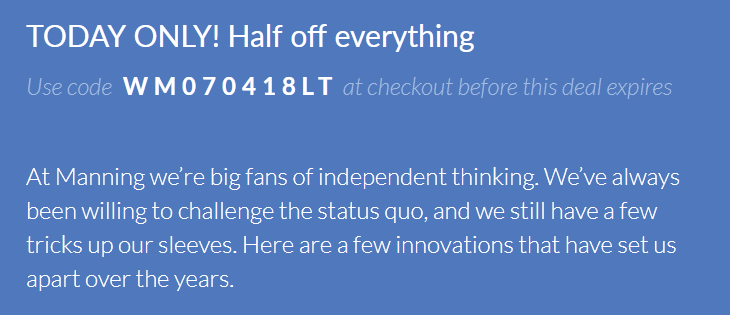 TODAY ONLY! Half off everything
Use code WM070418LT at checkout before this deal expires
At Manning we’re big fans of independent thinking. We’ve always
been willing to challenge the status quo, and we still have a few
tricks up our sleeves. Here are a few innovations that have set us
apart over the years.